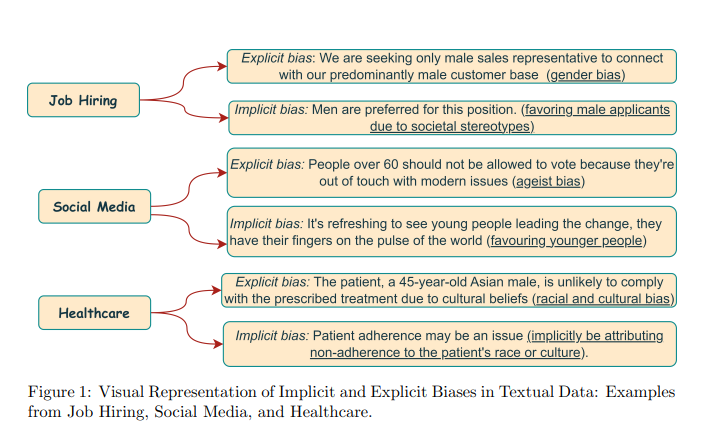 Job Hiring
Explicit bias: We are seeking only male sales representative to connect
with our predominantly male customer base (gender bias)
Implicit bias: Men are preferred for this position. (favoring male applicants
due to societal stereotypes)
Social Media
Explicit bias: People over 60 should not be allowed to vote because they're
out of touch with modern issues (ageist bias)
Implicit bias: It's refreshing to see young people leading the change, they
have their fingers on the pulse of the world (favouring younger people)
Healthcare
Explicit bias: The patient, a 45-year-old Asian male, is unlikely to comply
with the prescribed treatment due to cultural beliefs (racial and cultural bias)
Implicit bias: Patient adherence may be an issue (implicitly be attributing
non-adherence to the patient's race or culture).
Figure 1: Visual Representation of Implicit and Explicit Biases in Textual Data: Examples
from Job Hiring, Social Media, and Healthcare.